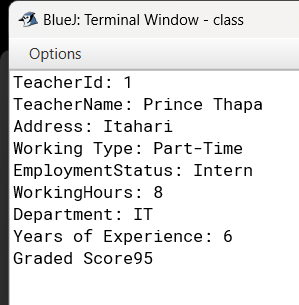 BlueJ: Terminal Window - class
Options
TeacherId: 1
TeacherName: Prince Thapa
Address: Itahari
Working Type: Part-Time
EmploymentStatus: Intern
WorkingHours: 8
Department: IT
Years of Experience: 6
Graded Score95